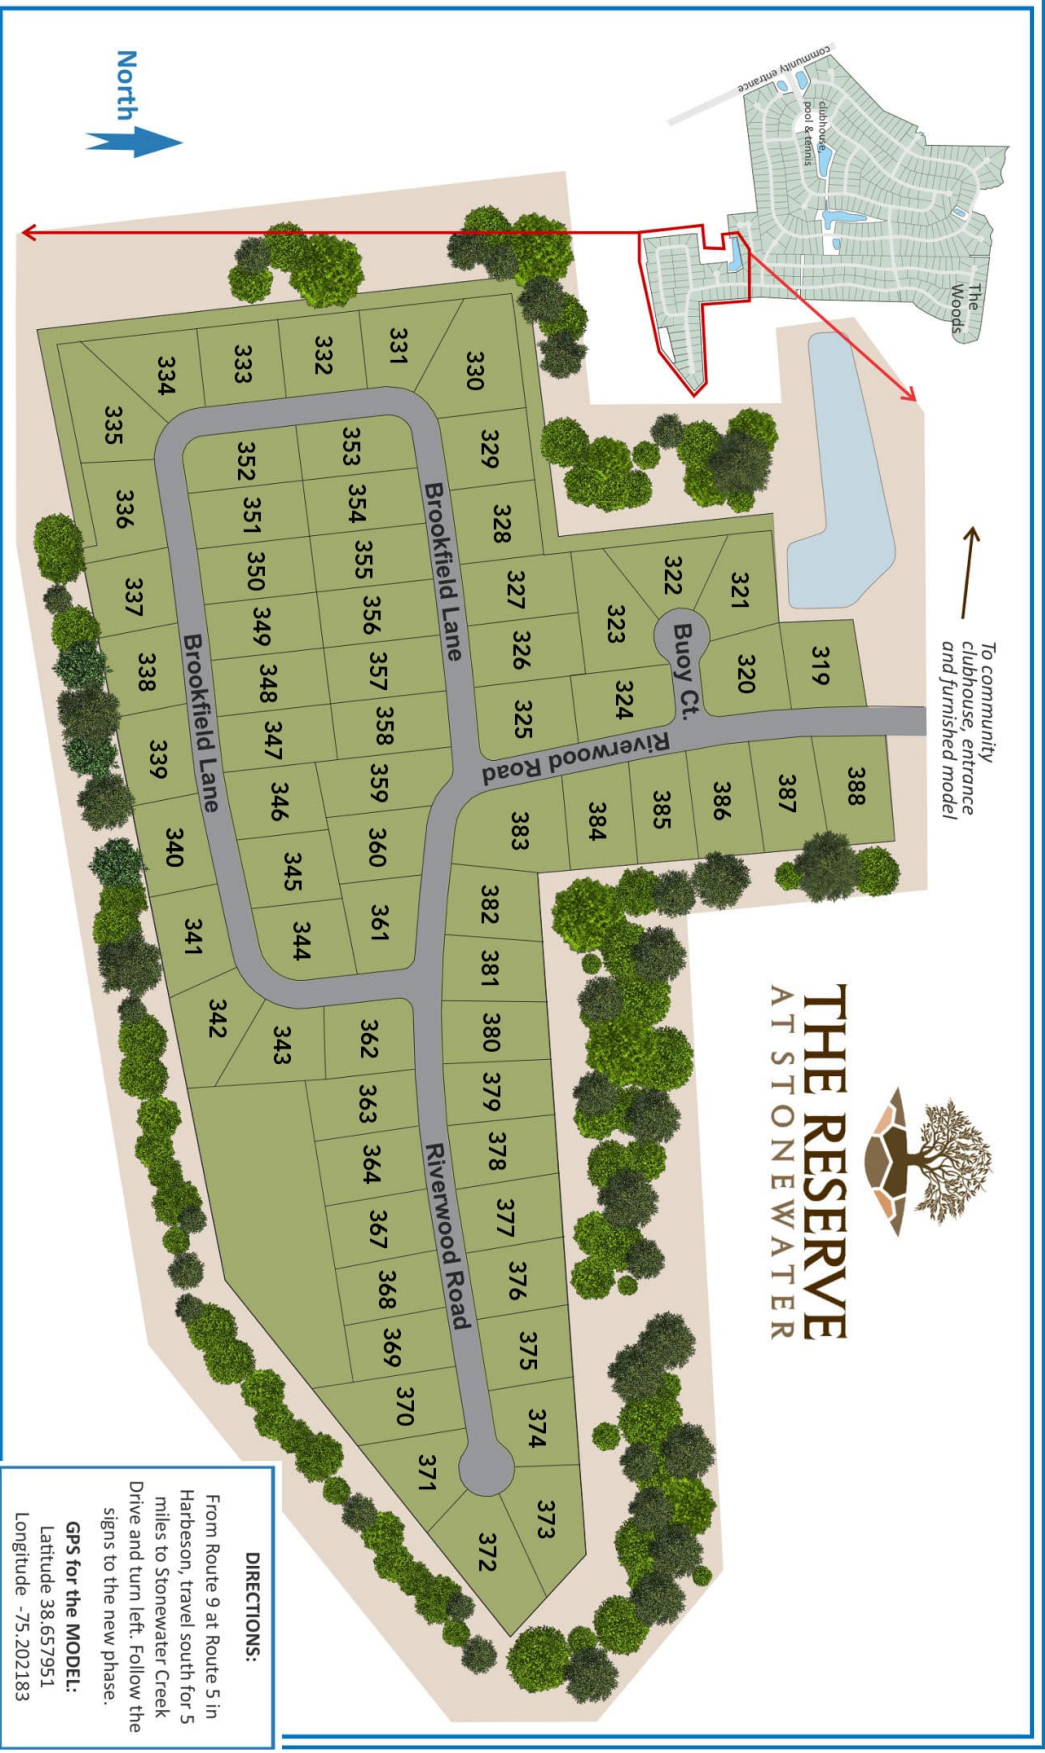 THE RESERVE
AT STONEWATER
The
Woods
clubhouse,
pool & tennis
community entrance
To community
clubhouse, entrance
and furnished model
North
319
320
321
322
323
324
325
326
327
328
329
330
331
332
333
334
335
336
337
338
339
340
341
342
343
344
345
346
347
348
349
350
351
352
353
354
355
356
357
358
359
360
361
362
363
364
367
368
369
370
371
372
373
374
375
376
377
378
379
380
381
382
383
384
385
386
387
388
Buoy Ct.
Riverwood Road
Brookfield Lane
Brookfield Lane
Riverwood Road
DIRECTIONS:
From Route 9 at Route 5 in
Harbeson, travel south for 5
miles to Stonewater Creek
Drive and turn left. Follow the
signs to the new phase.
GPS for the MODEL:
Latitude 38.657951
Longitude -75.202183